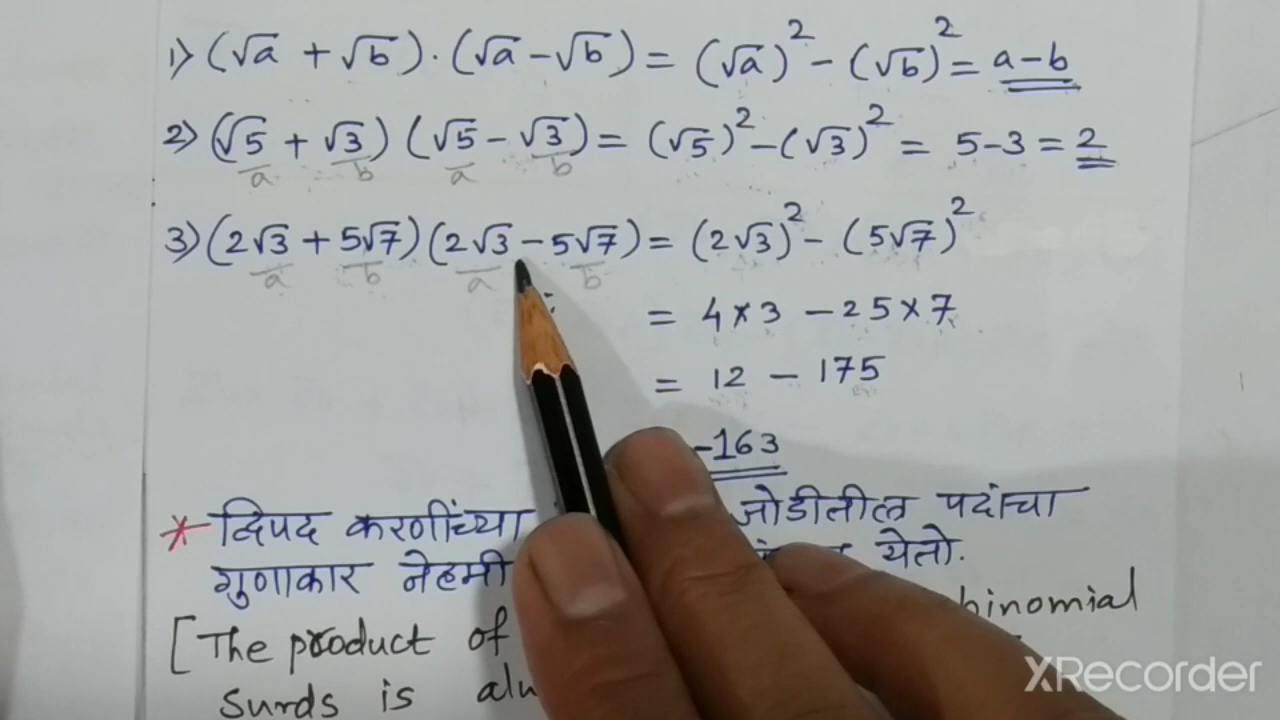 1) (√a + √b) · (√a - √b) = (√a)² - (√b)² = a-b
2) (√5 + √3) (√5 - √3) = (√5)² - (√3)² = 5-3 = 2
a b a b
3) (2√3 + 5√7) (2√3 - 5√7) = (2√3)² - (5√7)²
a b a b
= 4×3 - 25×7
= 12 - 175
-163
* द्विपद करणींच्या जोडीतील पदांचा
गुणाकार नेहमी येतो.
[The product of binomial
surds is
XRecorder